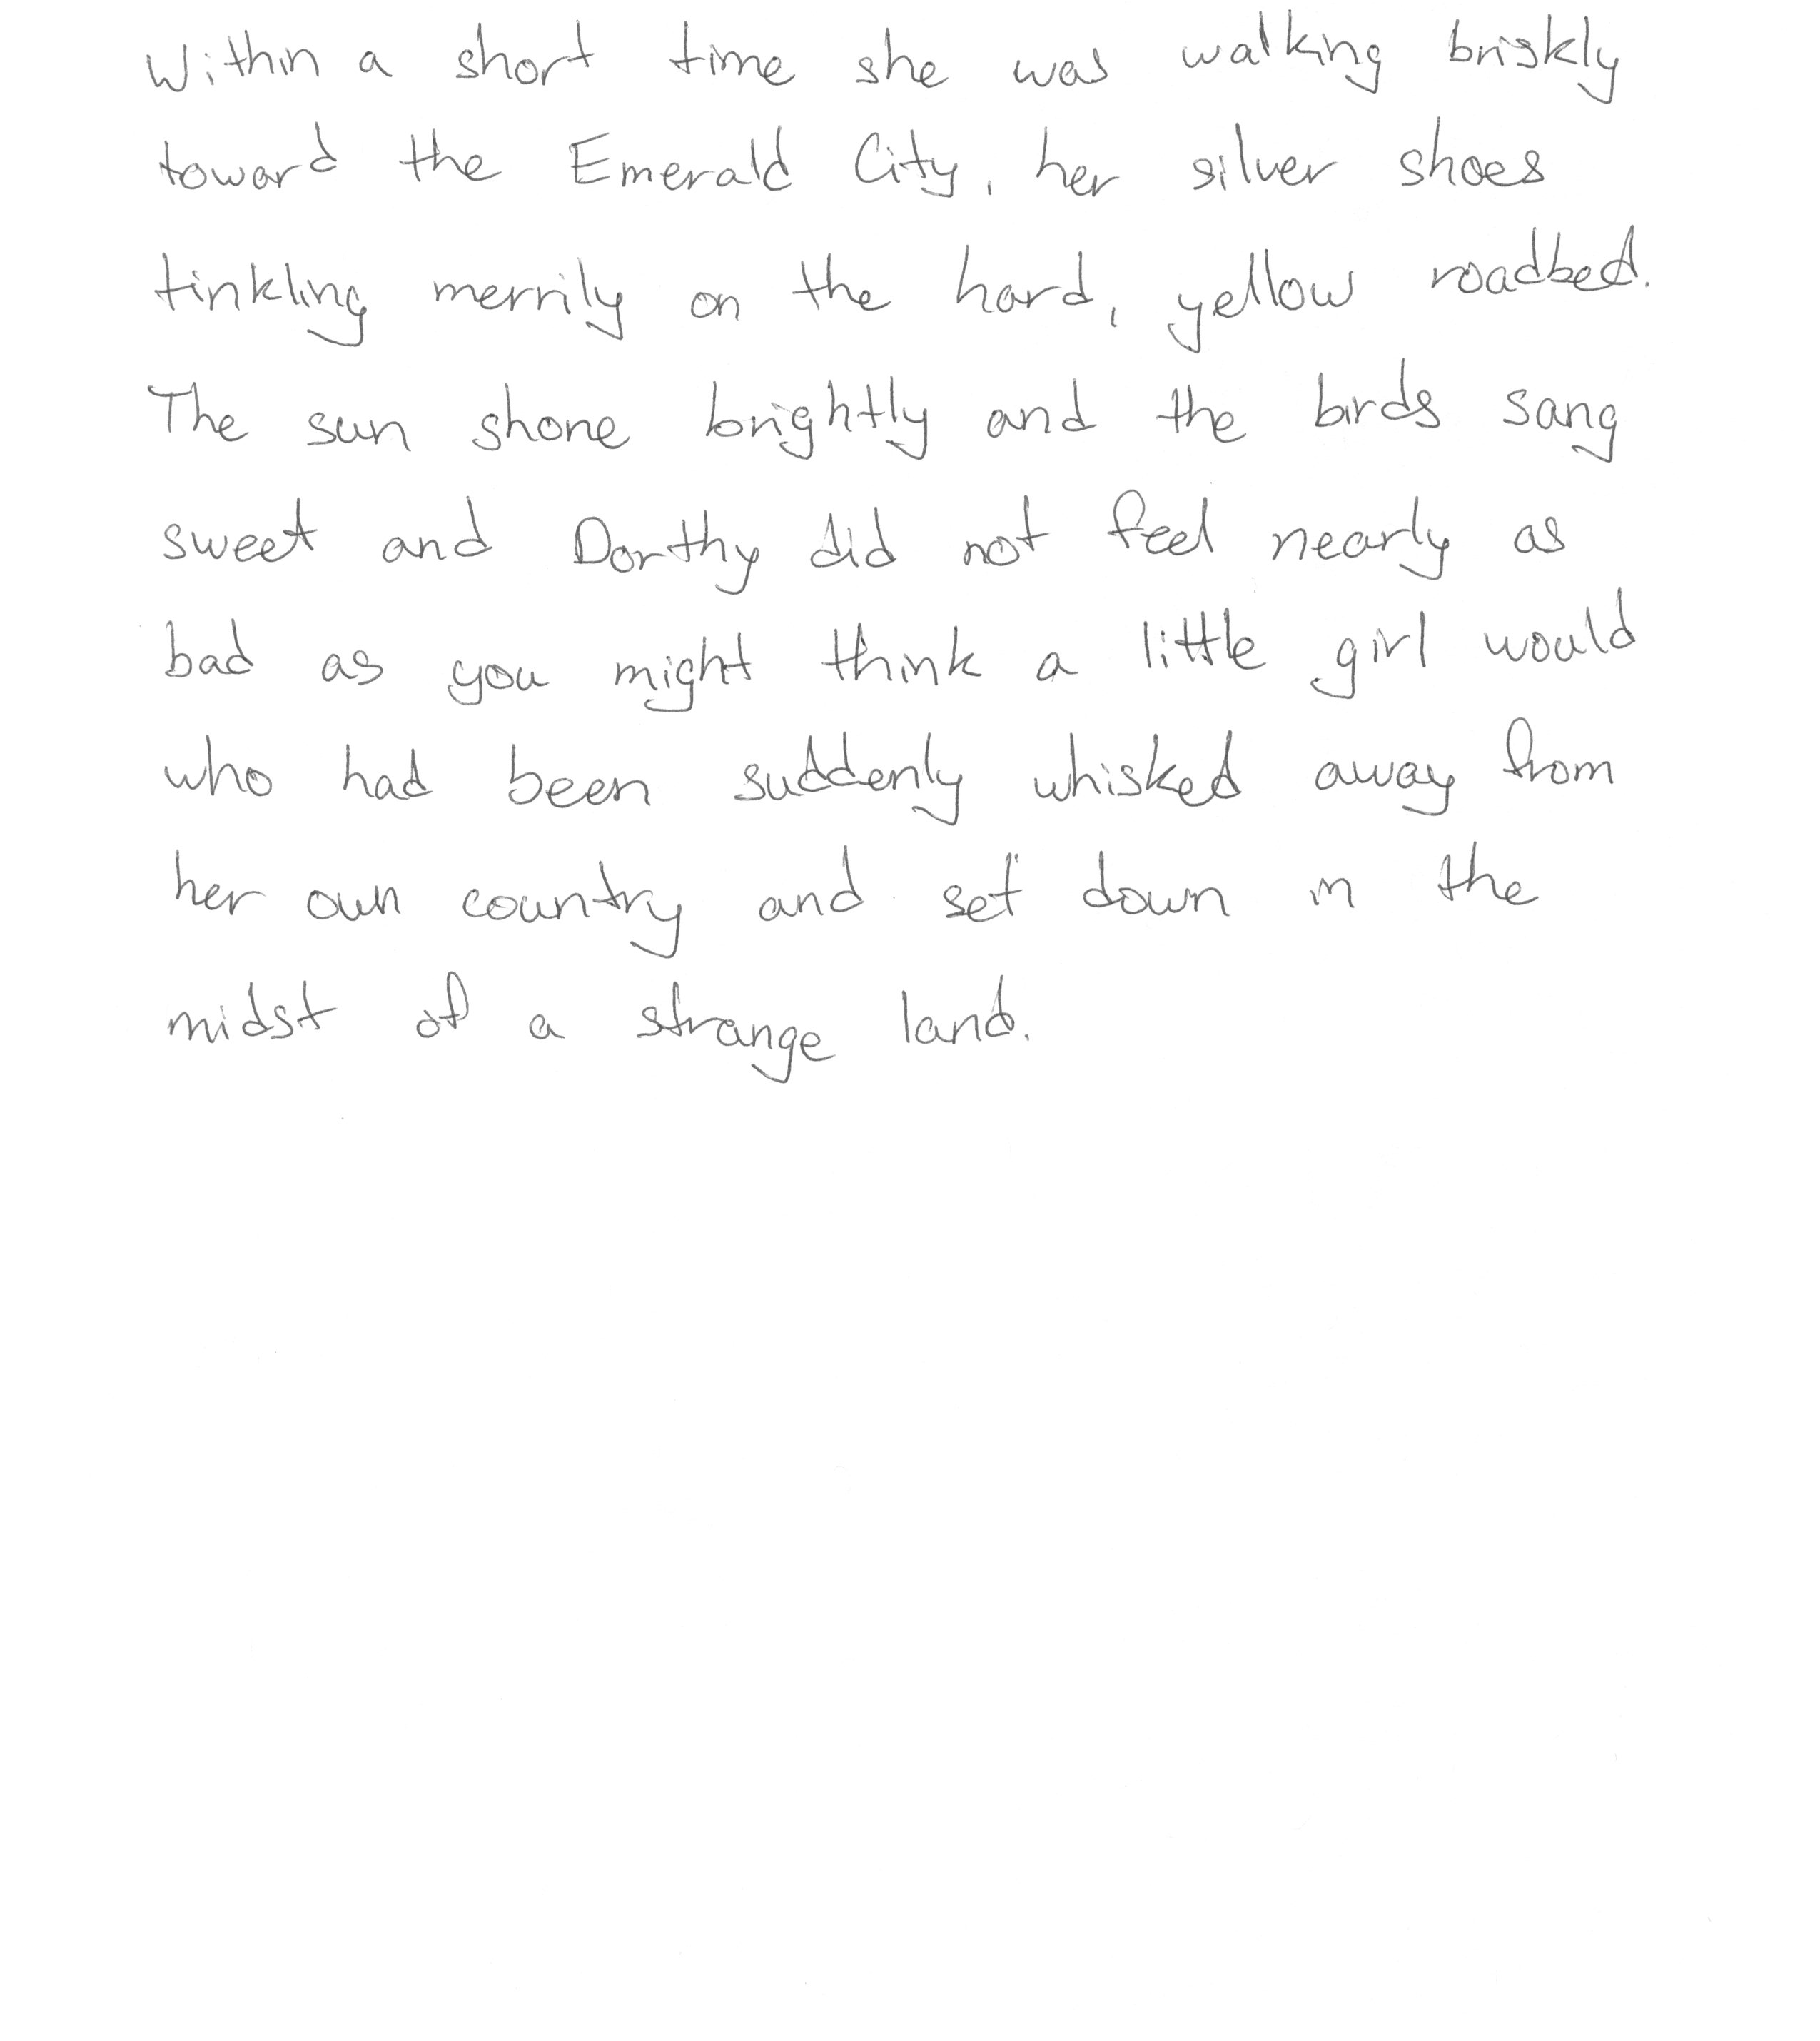 Within a short time she was walking briskly
toward the Emerald City, her silver shoes
tinkling merrily on the hard, yellow roadbed.
The sun shone brightly and the birds sang
sweet and Dorthy did not feel nearly as
bad as you might think a little girl would
who had been suddenly whisked away from
her own country and set down in the
midst of a strange land.